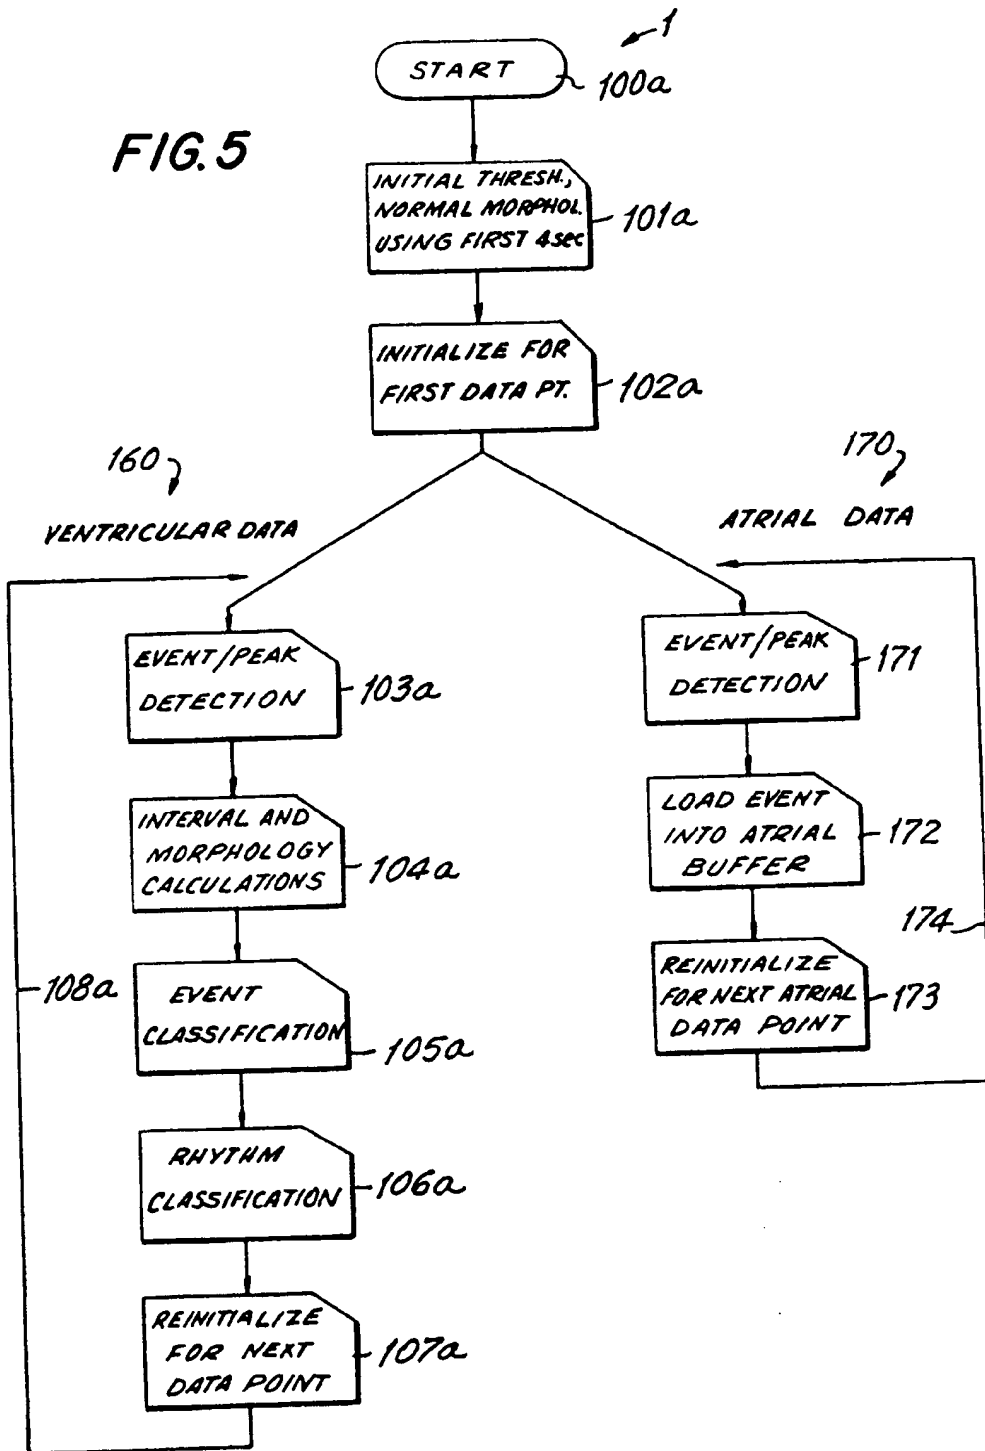 1
START
100a
FIG. 5
INITIAL THRESH.,
NORMAL MORPHOL.
USING FIRST 4sec
101a
INITIALIZE FOR
FIRST DATA PT.
102a
160
VENTRICULAR DATA
170
ATRIAL DATA
EVENT/PEAK
DETECTION
103a
EVENT/PEAK
DETECTION
171
INTERVAL AND
MORPHOLOGY
CALCULATIONS
104a
LOAD EVENT
INTO ATRIAL
BUFFER
172
174
108a
EVENT
CLASSIFICATION
105a
REINITIALIZE
FOR NEXT ATRIAL
DATA POINT
173
RHYTHM
CLASSIFICATION
106a
REINITIALIZE
FOR NEXT
DATA POINT
107a